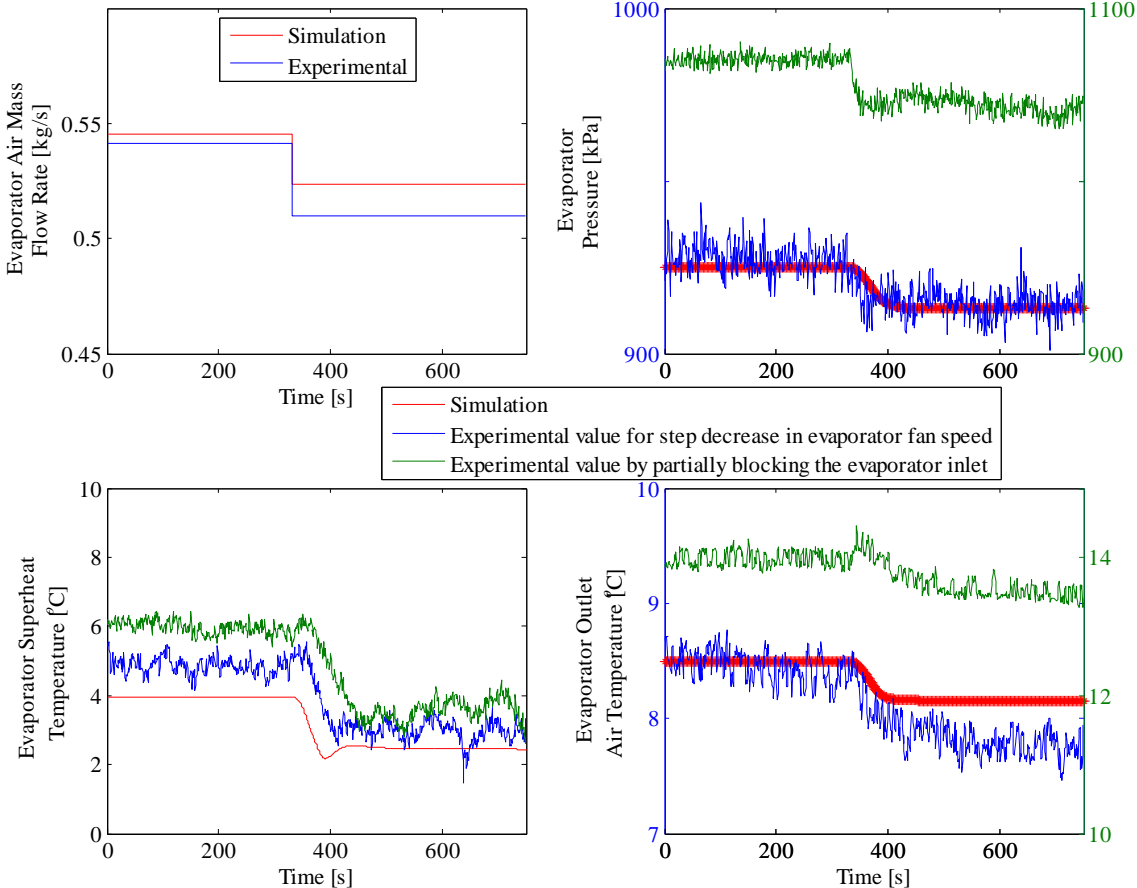 Simulation
Experimental
0.55
0.5
0.45
0 200 400 600
Time [s]
Evaporator Air Mass
Flow Rate [kg/s]
1000
900
1100
900
0 200 400 600
Time [s]
Evaporator
Pressure [kPa]
Simulation
Experimental value for step decrease in evaporator fan speed
Experimental value by partially blocking the evaporator inlet
10
8
6
4
2
0
0 200 400 600
Time [s]
Evaporator Superheat
Temperature [°C]
10
9
8
7
14
12
10
0 200 400 600
Time [s]
Evaporator Outlet
Air Temperature [°C]